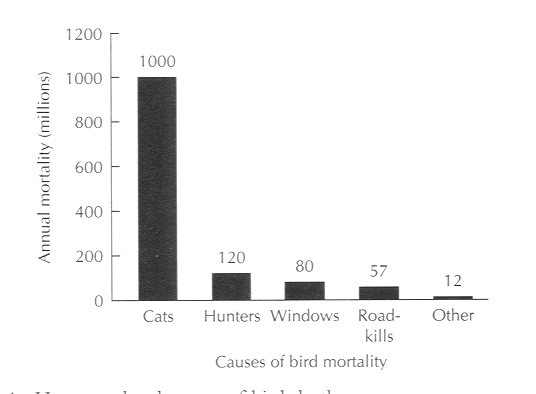 1200
1000
1000
800
600
400
200
0
Annual mortality (millions)
120
80
57
12
Cats
Hunters
Windows
Road-
kills
Other
Causes of bird mortality